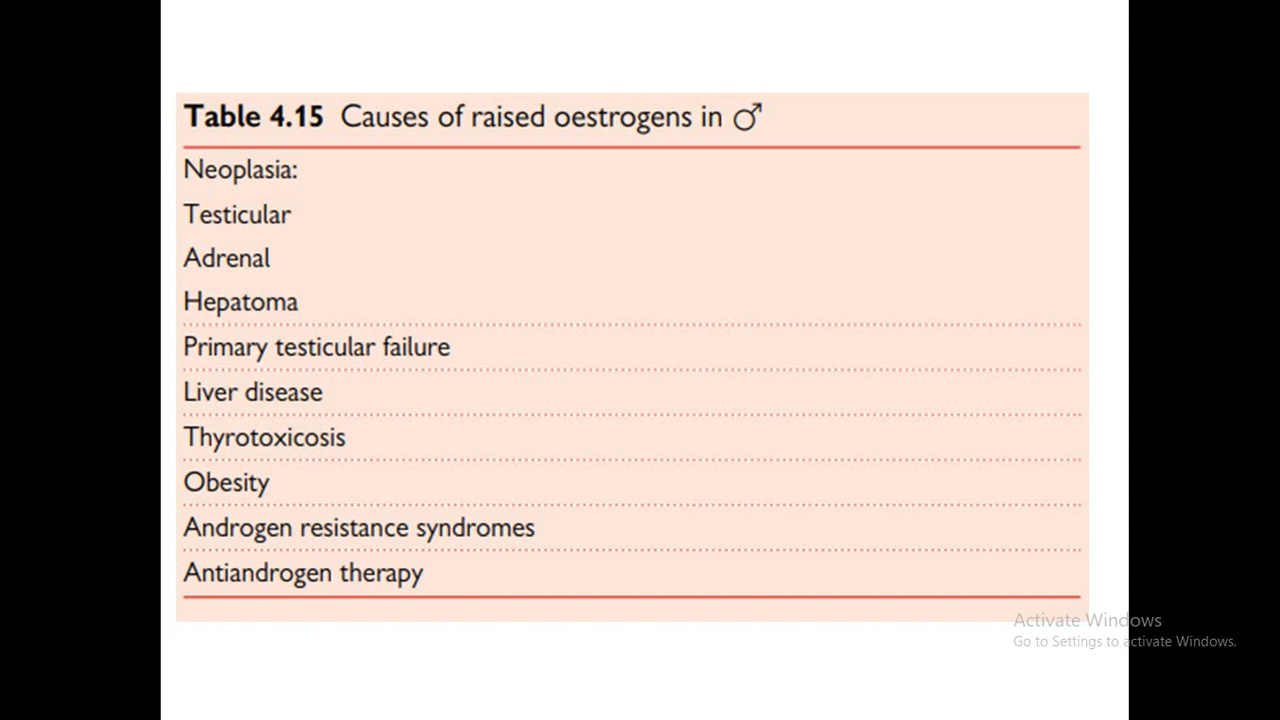 Table 4.15 Causes of raised oestrogens in ♂
Neoplasia:
Testicular
Adrenal
Hepatoma
Primary testicular failure
Liver disease
Thyrotoxicosis
Obesity
Androgen resistance syndromes
Antiandrogen therapy
Activate Windows
Go to Settings to activate Windows.